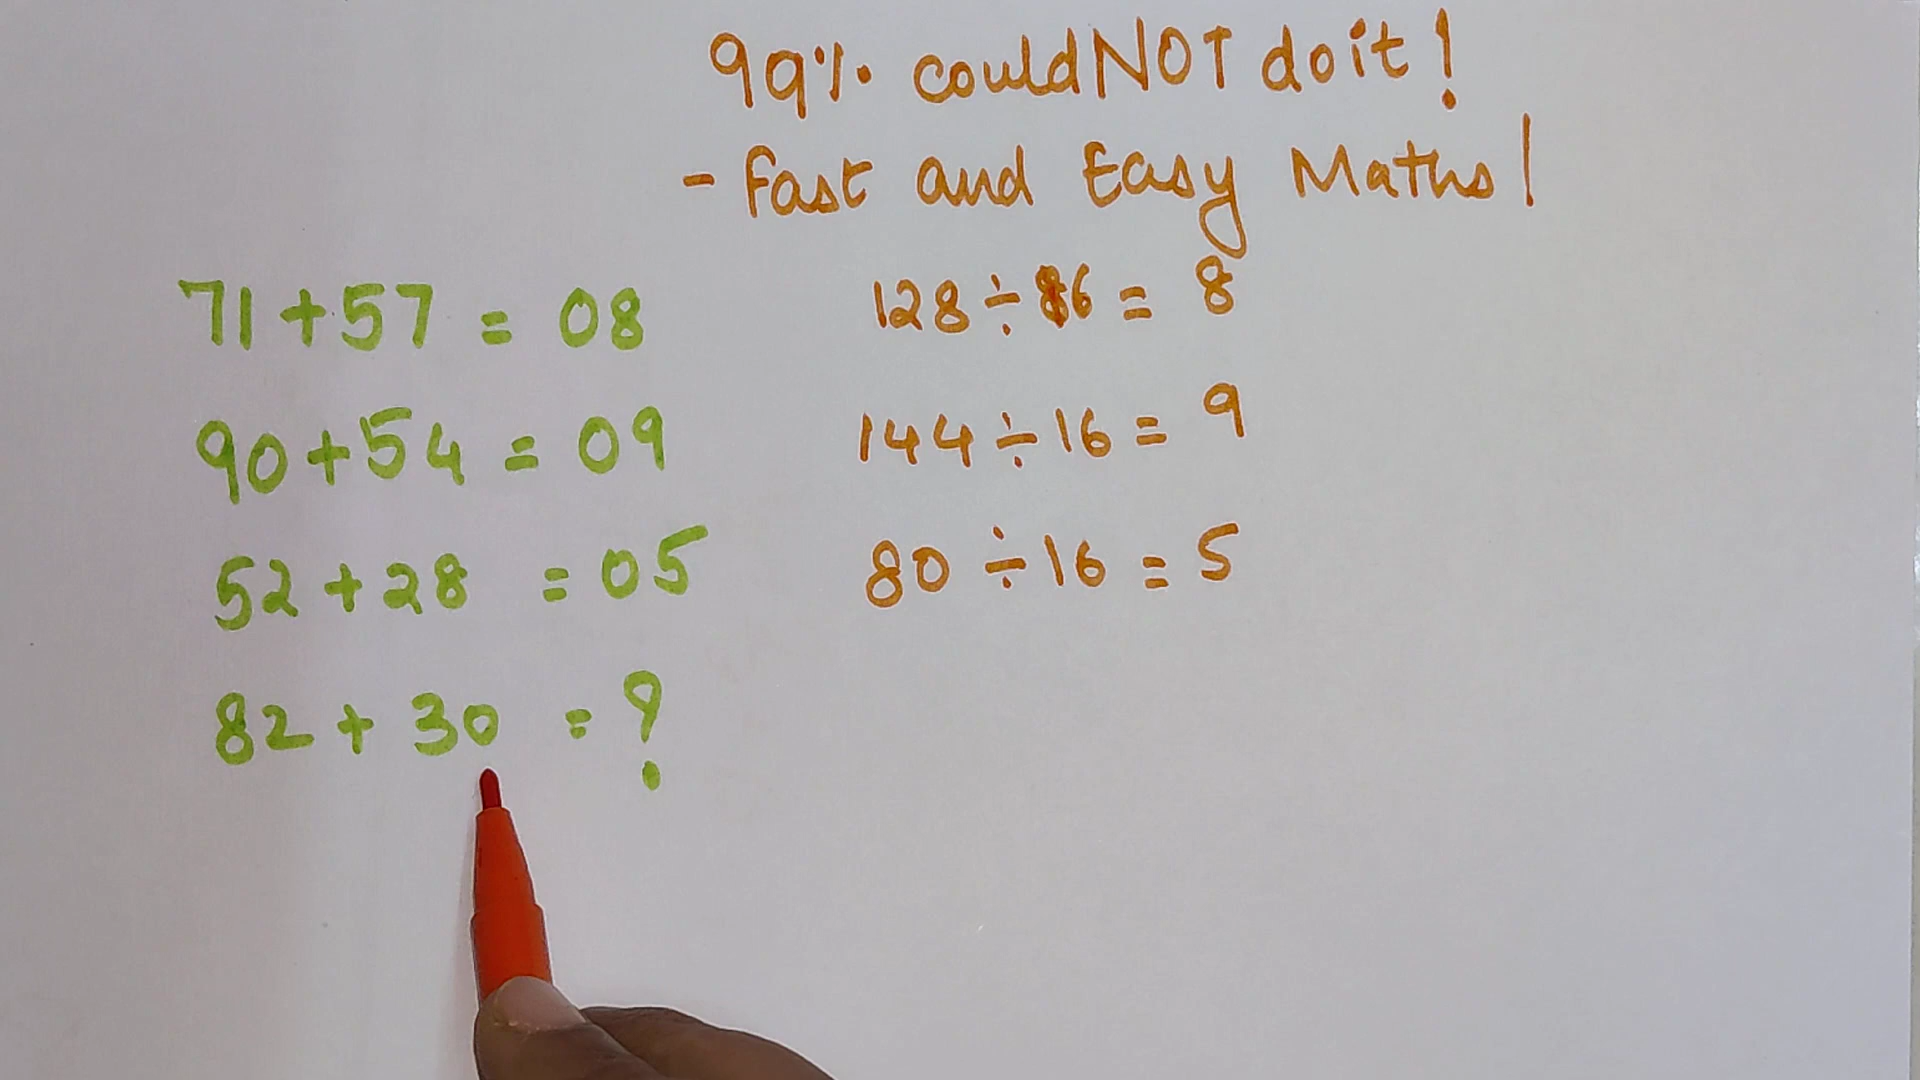 99% could NOT do it!
- Fast and Easy Maths!
71+57 = 08
128÷16 = 8
90+54 = 09
144÷16 = 9
52+28 = 05
80÷16 = 5
82+30 = ?